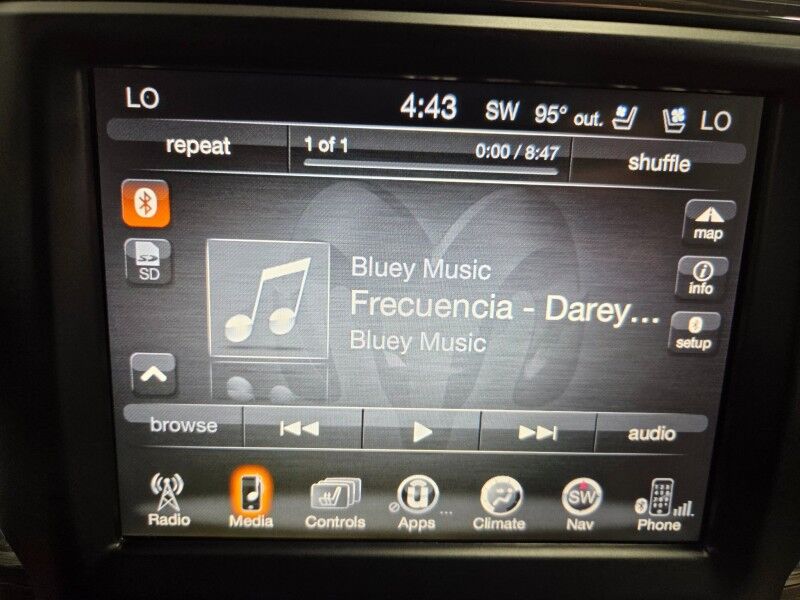 LO 4:43 SW 95° out. LO
repeat 1 of 1 0:00 / 8:47 shuffle
SD
map
info
setup
Bluey Music
Frecuencia - Darey...
Bluey Music
browse audio
Radio Media Controls Apps Climate SW Nav Phone